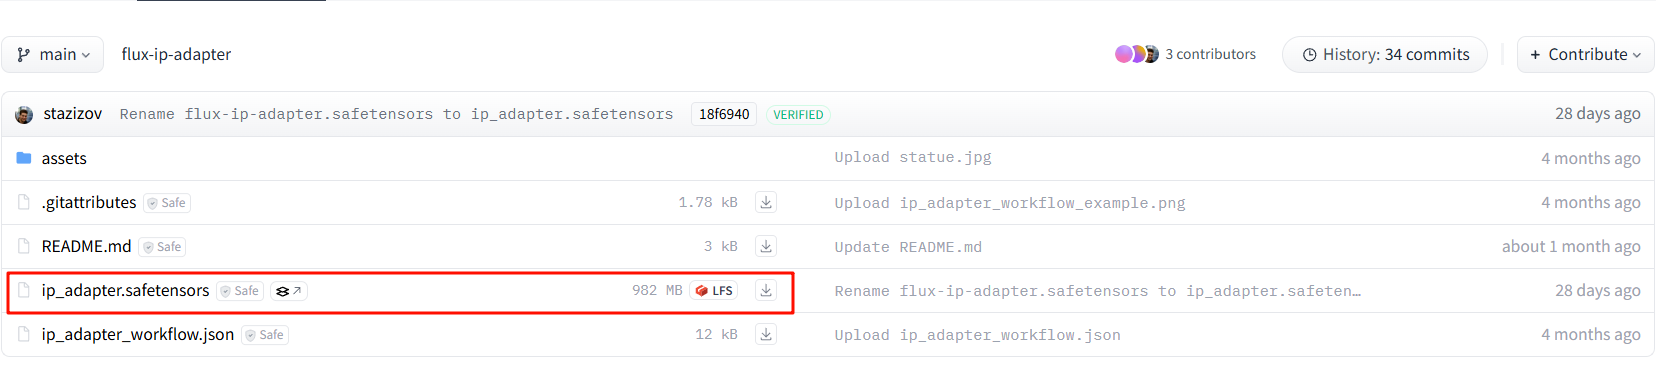 main flux-ip-adapter 3 contributors History: 34 commits + Contribute
stazizov Rename flux-ip-adapter.safetensors to ip_adapter.safetensors 18f6940 VERIFIED 28 days ago
assets Upload statue.jpg 4 months ago
.gitattributes Safe 1.78 kB Upload ip_adapter_workflow_example.png 4 months ago
README.md Safe 3 kB Update README.md about 1 month ago
ip_adapter.safetensors Safe 982 MB LFS Rename flux-ip-adapter.safetensors to ip_adapter.safeten… 28 days ago
ip_adapter_workflow.json Safe 12 kB Upload ip_adapter_workflow.json 4 months ago